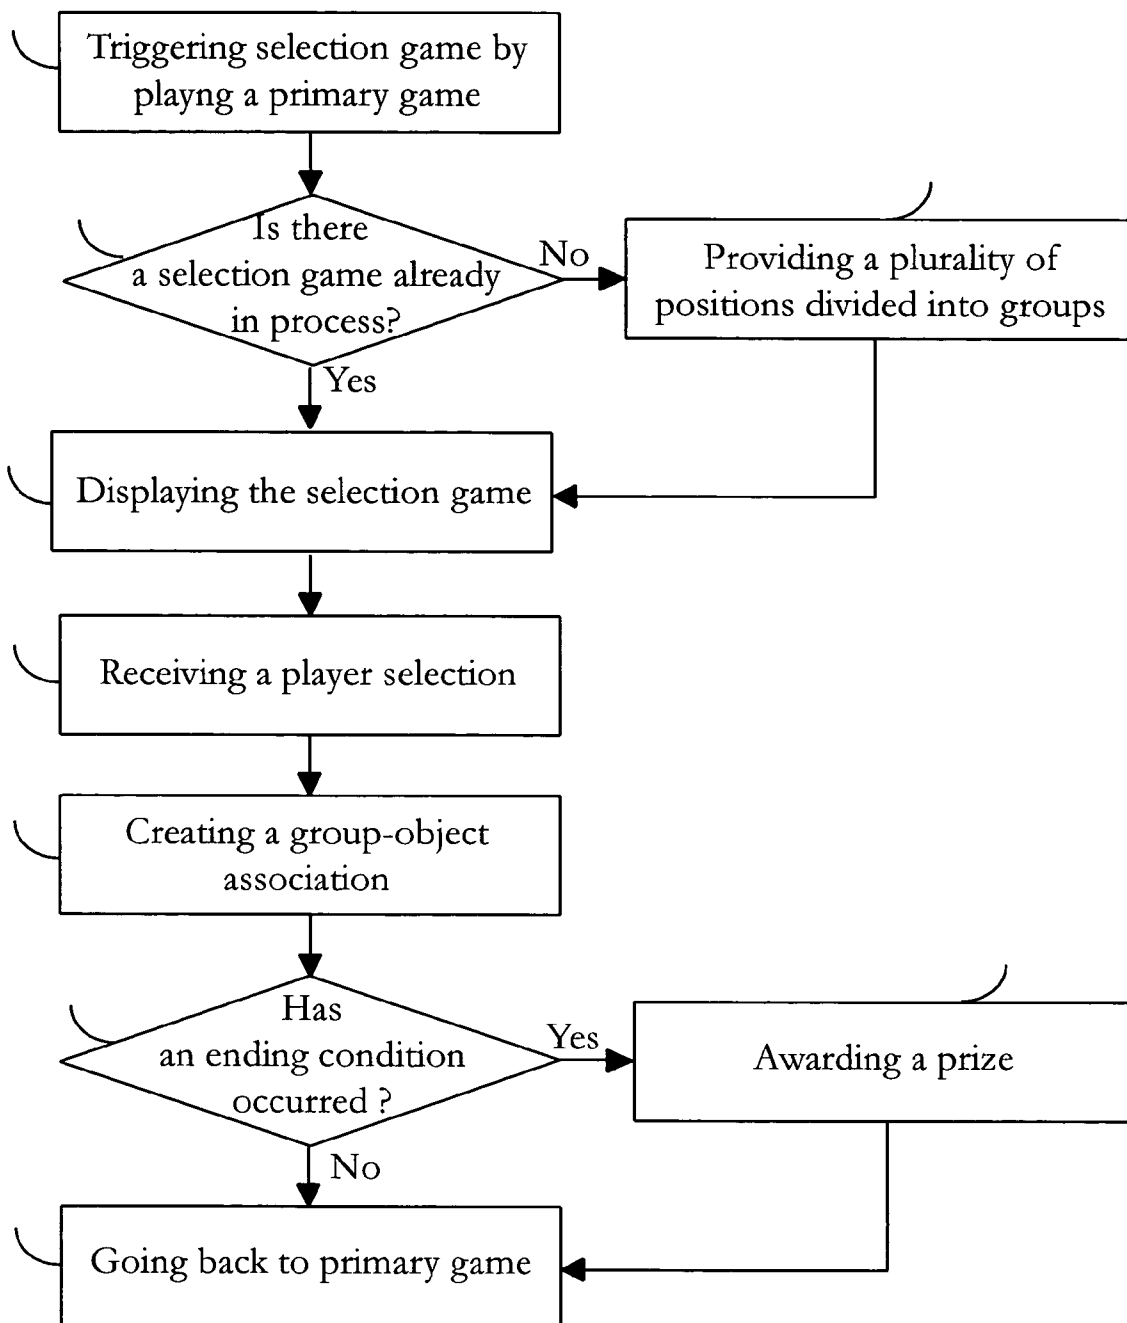 Triggering selection game by
playng a primary game
Is there
a selection game already
in process?
No
Providing a plurality of
positions divided into groups
Yes
Displaying the selection game
Receiving a player selection
Creating a group-object
association
Has
an ending condition
occurred ?
Yes
Awarding a prize
No
Going back to primary game